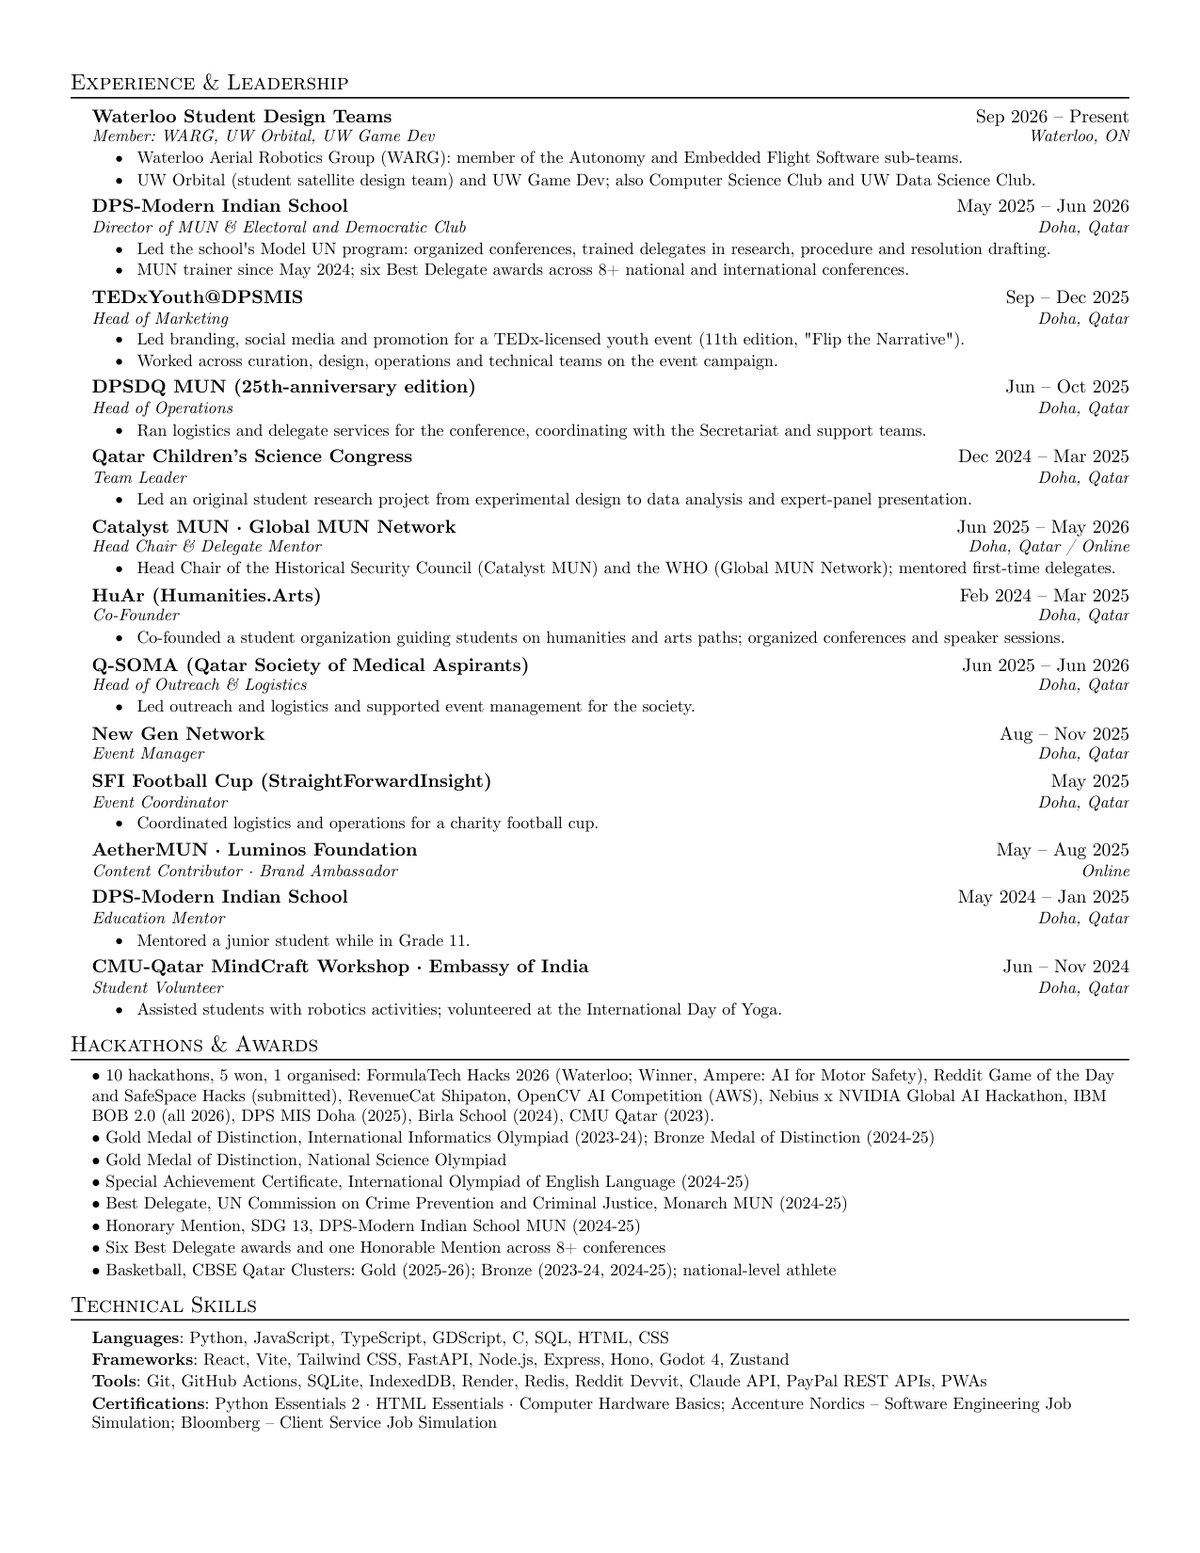 Experience & Leadership
Waterloo Student Design Teams Sep 2026 – Present
Member: WARG, UW Orbital, UW Game Dev Waterloo, ON
• Waterloo Aerial Robotics Group (WARG): member of the Autonomy and Embedded Flight Software sub-teams.
• UW Orbital (student satellite design team) and UW Game Dev; also Computer Science Club and UW Data Science Club.
DPS-Modern Indian School May 2025 – Jun 2026
Director of MUN & Electoral and Democratic Club Doha, Qatar
• Led the school's Model UN program: organized conferences, trained delegates in research, procedure and resolution drafting.
• MUN trainer since May 2024; six Best Delegate awards across 8+ national and international conferences.
TEDxYouth@DPSMIS Sep – Dec 2025
Head of Marketing Doha, Qatar
• Led branding, social media and promotion for a TEDx-licensed youth event (11th edition, "Flip the Narrative").
• Worked across curation, design, operations and technical teams on the event campaign.
DPSDQ MUN (25th-anniversary edition) Jun – Oct 2025
Head of Operations Doha, Qatar
• Ran logistics and delegate services for the conference, coordinating with the Secretariat and support teams.
Qatar Children's Science Congress Dec 2024 – Mar 2025
Team Leader Doha, Qatar
• Led an original student research project from experimental design to data analysis and expert-panel presentation.
Catalyst MUN · Global MUN Network Jun 2025 – May 2026
Head Chair & Delegate Mentor Doha, Qatar / Online
• Head Chair of the Historical Security Council (Catalyst MUN) and the WHO (Global MUN Network); mentored first-time delegates.
HuAr (Humanities.Arts) Feb 2024 – Mar 2025
Co-Founder Doha, Qatar
• Co-founded a student organization guiding students on humanities and arts paths; organized conferences and speaker sessions.
Q-SOMA (Qatar Society of Medical Aspirants) Jun 2025 – Jun 2026
Head of Outreach & Logistics Doha, Qatar
• Led outreach and logistics and supported event management for the society.
New Gen Network Aug – Nov 2025
Event Manager Doha, Qatar
SFI Football Cup (StraightForwardInsight) May 2025
Event Coordinator Doha, Qatar
• Coordinated logistics and operations for a charity football cup.
AetherMUN · Luminos Foundation May – Aug 2025
Content Contributor · Brand Ambassador Online
DPS-Modern Indian School May 2024 – Jan 2025
Education Mentor Doha, Qatar
• Mentored a junior student while in Grade 11.
CMU-Qatar MindCraft Workshop · Embassy of India Jun – Nov 2024
Student Volunteer Doha, Qatar
• Assisted students with robotics activities; volunteered at the International Day of Yoga.
Hackathons & Awards
• 10 hackathons, 5 won, 1 organised: FormulaTech Hacks 2026 (Waterloo; Winner, Ampere: AI for Motor Safety), Reddit Game of the Day
and SafeSpace Hacks (submitted), RevenueCat Shipaton, OpenCV AI Competition (AWS), Nebius x NVIDIA Global AI Hackathon, IBM
BOB 2.0 (all 2026), DPS MIS Doha (2025), Birla School (2024), CMU Qatar (2023).
• Gold Medal of Distinction, International Informatics Olympiad (2023-24); Bronze Medal of Distinction (2024-25)
• Gold Medal of Distinction, National Science Olympiad
• Special Achievement Certificate, International Olympiad of English Language (2024-25)
• Best Delegate, UN Commission on Crime Prevention and Criminal Justice, Monarch MUN (2024-25)
• Honorary Mention, SDG 13, DPS-Modern Indian School MUN (2024-25)
• Six Best Delegate awards and one Honorable Mention across 8+ conferences
• Basketball, CBSE Qatar Clusters: Gold (2025-26); Bronze (2023-24, 2024-25); national-level athlete
Technical Skills
Languages: Python, JavaScript, TypeScript, GDScript, C, SQL, HTML, CSS
Frameworks: React, Vite, Tailwind CSS, FastAPI, Node.js, Express, Hono, Godot 4, Zustand
Tools: Git, GitHub Actions, SQLite, IndexedDB, Render, Redis, Reddit Devvit, Claude API, PayPal REST APIs, PWAs
Certifications: Python Essentials 2 · HTML Essentials · Computer Hardware Basics; Accenture Nordics – Software Engineering Job
Simulation; Bloomberg – Client Service Job Simulation